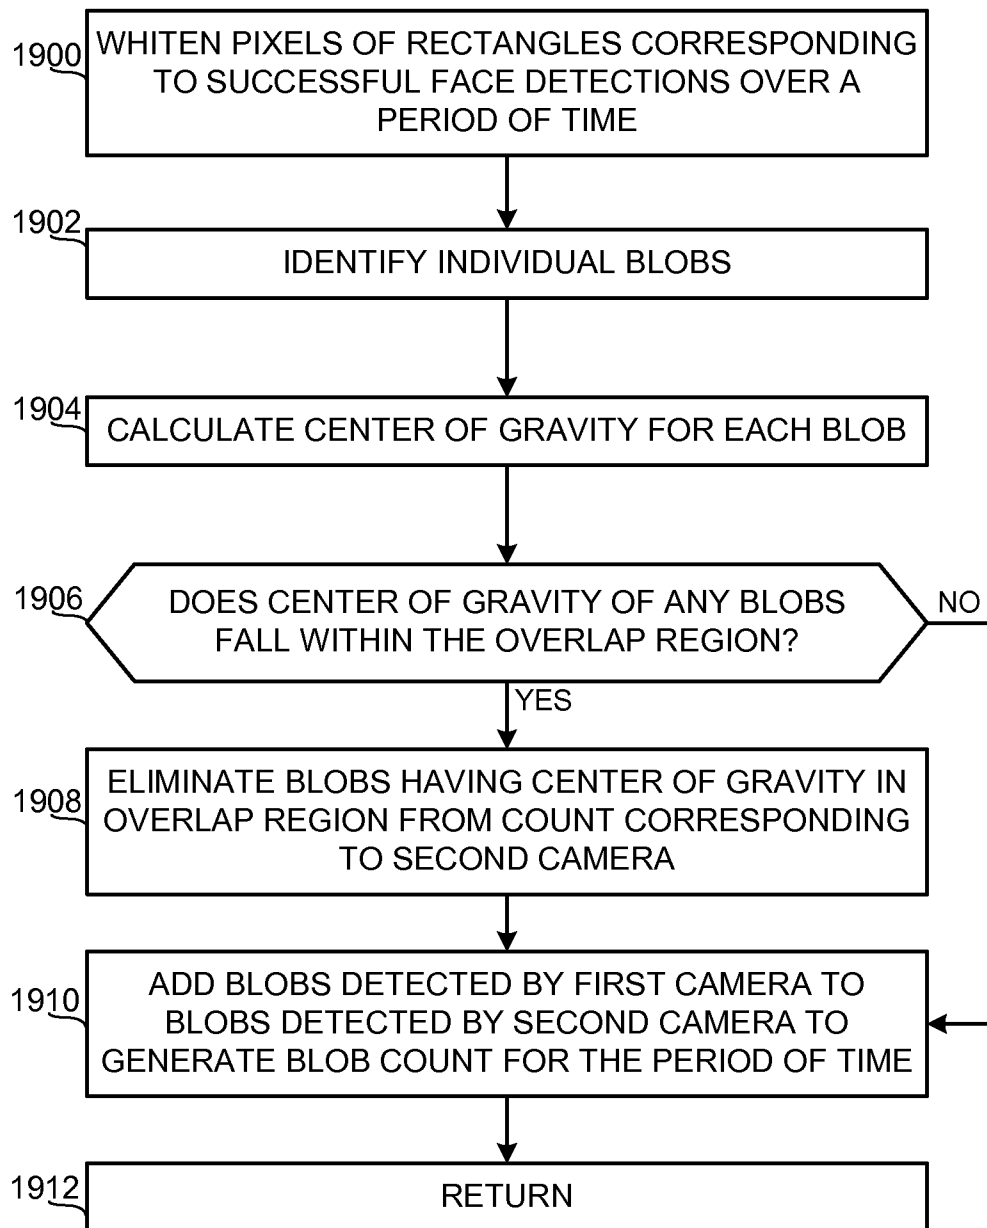 1900
WHITEN PIXELS OF RECTANGLES CORRESPONDING
TO SUCCESSFUL FACE DETECTIONS OVER A
PERIOD OF TIME
1902
IDENTIFY INDIVIDUAL BLOBS
1904
CALCULATE CENTER OF GRAVITY FOR EACH BLOB
1906
DOES CENTER OF GRAVITY OF ANY BLOBS
FALL WITHIN THE OVERLAP REGION?
NO
YES
1908
ELIMINATE BLOBS HAVING CENTER OF GRAVITY IN
OVERLAP REGION FROM COUNT CORRESPONDING
TO SECOND CAMERA
1910
ADD BLOBS DETECTED BY FIRST CAMERA TO
BLOBS DETECTED BY SECOND CAMERA TO
GENERATE BLOB COUNT FOR THE PERIOD OF TIME
1912
RETURN